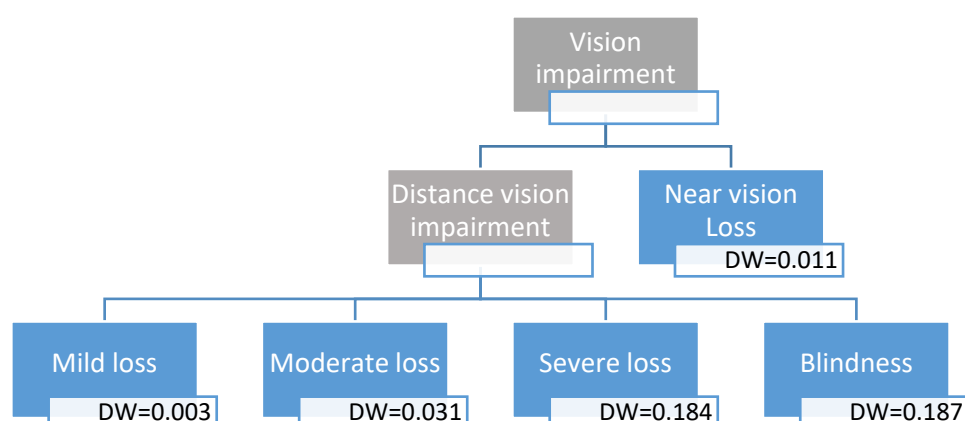 Vision
impairment
Distance vision
impairment
Near vision
Loss
DW=0.011
Mild loss
DW=0.003
Moderate loss
DW=0.031
Severe loss
DW=0.184
Blindness
DW=0.187